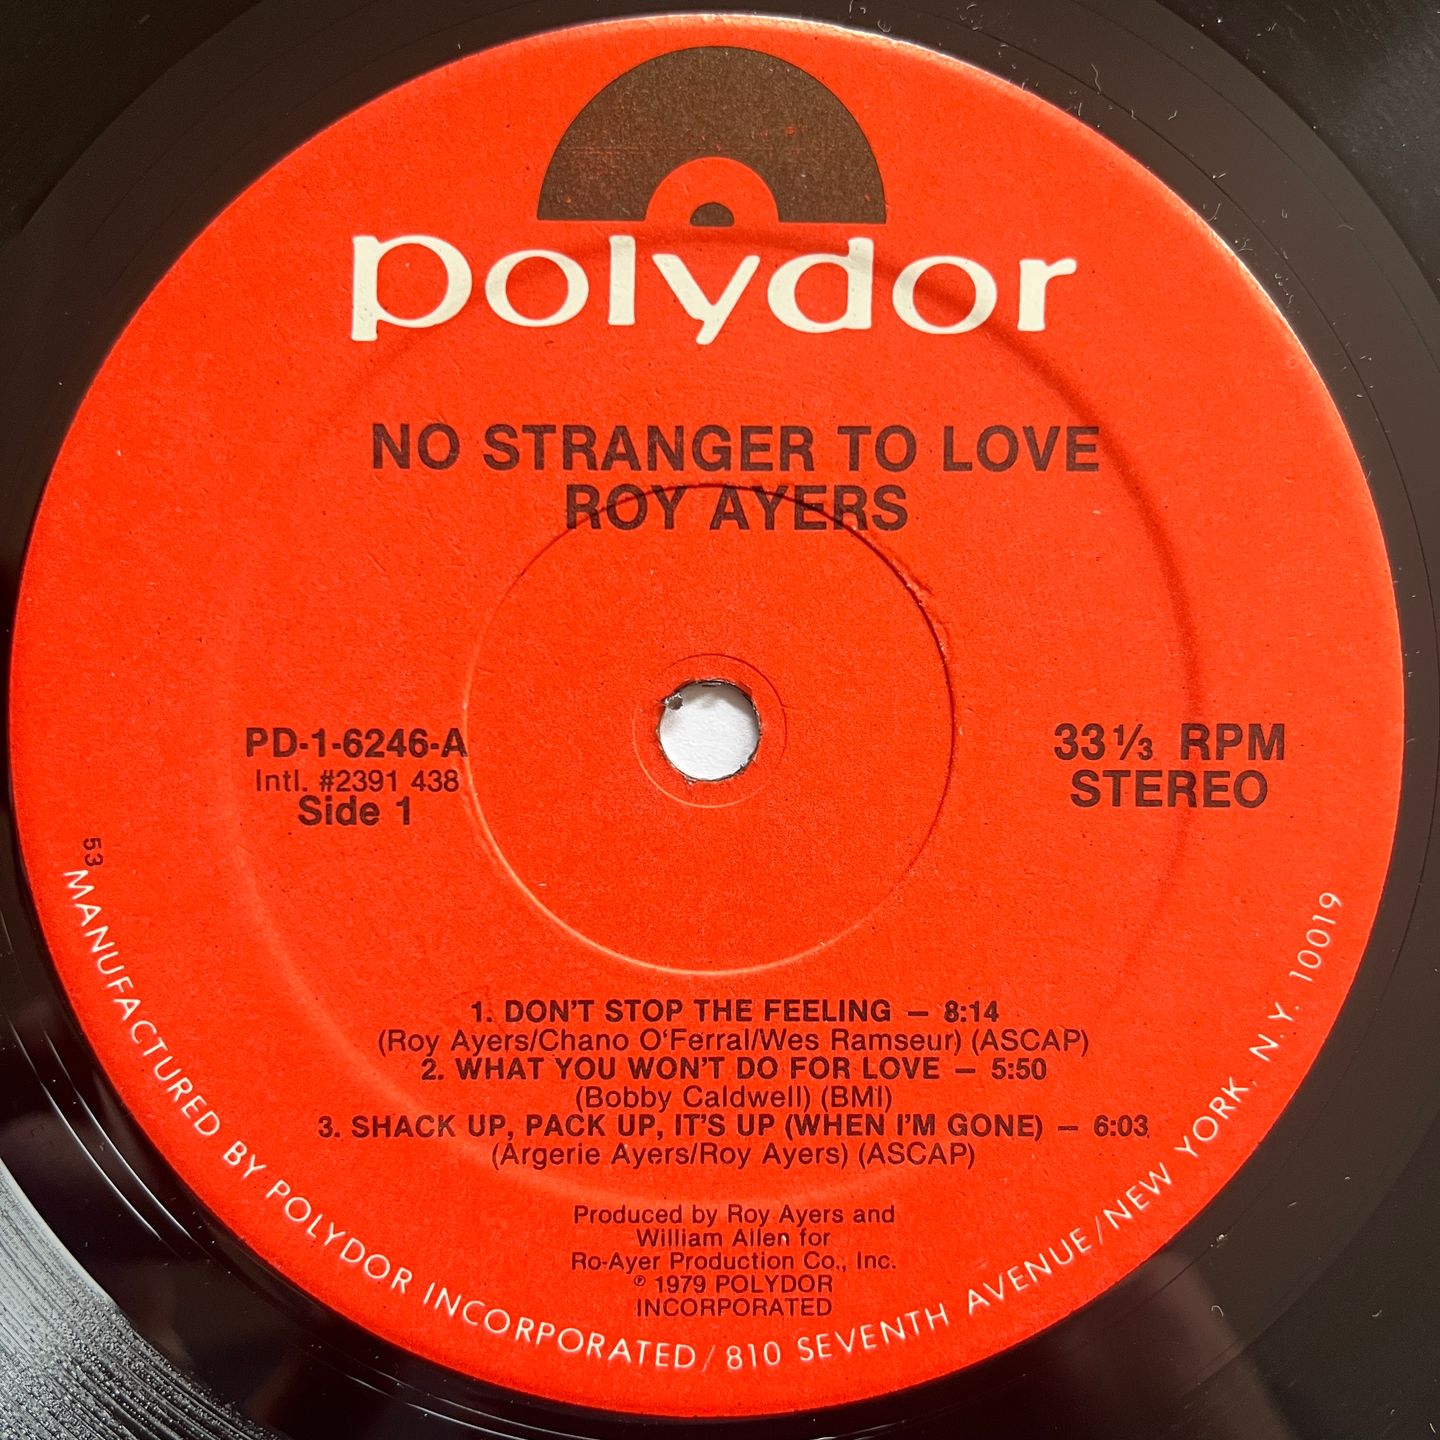 polydor
NO STRANGER TO LOVE
ROY AYERS
PD-1-6246-A
Intl. #2391 438
Side 1
33⅓ RPM
STEREO
53
1. DON'T STOP THE FEELING — 8:14
(Roy Ayers/Chano O'Ferral/Wes Ramseur) (ASCAP)
2. WHAT YOU WON'T DO FOR LOVE — 5:50
(Bobby Caldwell) (BMI)
3. SHACK UP, PACK UP, IT'S UP (WHEN I'M GONE) — 6:03
(Argerie Ayers/Roy Ayers) (ASCAP)
Produced by Roy Ayers and
William Allen for
Ro-Ayer Production Co., Inc.
℗ 1979 POLYDOR
INCORPORATED
MANUFACTURED BY POLYDOR INCORPORATED/810 SEVENTH AVENUE/NEW YORK, N.Y. 10019